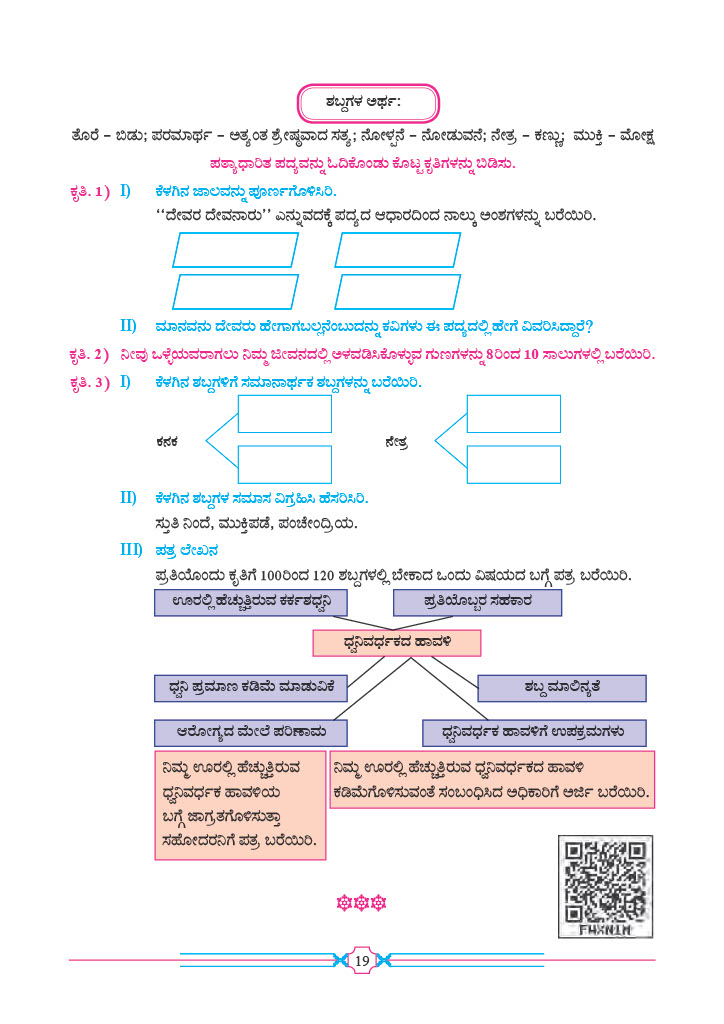 ಶಬ್ದಗಳ ಅರ್ಥ:
ತೊರೆ – ಬಿಡು; ಪರಮಾರ್ಥ – ಅತ್ಯಂತ ಶ್ರೇಷ್ಠವಾದ ಸತ್ಯ; ನೋಳ್ಪನೆ – ನೋಡುವನೆ; ನೇತ್ರ – ಕಣ್ಣು; ಮುಕ್ತಿ – ಮೋಕ್ಷ
ಪಠ್ಯಾಧಾರಿತ ಪದ್ಯವನ್ನು ಓದಿಕೊಂಡು ಕೊಟ್ಟ ಕೃತಿಗಳನ್ನು ಬಿಡಿಸು.
ಕೃತಿ. 1) I) ಕೆಳಗಿನ ಜಾಲವನ್ನು ಪೂರ್ಣಗೊಳಿಸಿರಿ.
‘‘ದೇವರ ದೇವನಾರು’’ ಎನ್ನುವದಕ್ಕೆ ಪದ್ಯದ ಆಧಾರದಿಂದ ನಾಲ್ಕು ಅಂಶಗಳನ್ನು ಬರೆಯಿರಿ.
II) ಮಾನವನು ದೇವರು ಹೇಗಾಗಬಲ್ಲನೆಂಬುದನ್ನು ಕವಿಗಳು ಈ ಪದ್ಯದಲ್ಲಿ ಹೇಗೆ ವಿವರಿಸಿದ್ದಾರೆ?
ಕೃತಿ. 2) ನೀವು ಒಳ್ಳೆಯವರಾಗಲು ನಿಮ್ಮ ಜೀವನದಲ್ಲಿ ಅಳವಡಿಸಿಕೊಳ್ಳುವ ಗುಣಗಳನ್ನು 8ರಿಂದ 10 ಸಾಲುಗಳಲ್ಲಿ ಬರೆಯಿರಿ.
ಕೃತಿ. 3) I) ಕೆಳಗಿನ ಶಬ್ದಗಳಿಗೆ ಸಮಾನಾರ್ಥಕ ಶಬ್ದಗಳನ್ನು ಬರೆಯಿರಿ.
ಕನಕ ನೇತ್ರ
II) ಕೆಳಗಿನ ಶಬ್ದಗಳ ಸಮಾಸ ವಿಗ್ರಹಿಸಿ ಹೆಸರಿಸಿರಿ.
ಸ್ತುತಿ ನಿಂದೆ, ಮುಕ್ತಿಪಡೆ, ಪಂಚೇಂದ್ರಿಯ.
III) ಪತ್ರ ಲೇಖನ
ಪ್ರತಿಯೊಂದು ಕೃತಿಗೆ 100ರಿಂದ 120 ಶಬ್ದಗಳಲ್ಲಿ ಬೇಕಾದ ಒಂದು ವಿಷಯದ ಬಗ್ಗೆ ಪತ್ರ ಬರೆಯಿರಿ.
ಊರಲ್ಲಿ ಹೆಚ್ಚುತ್ತಿರುವ ಕರ್ಕಶಧ್ವನಿ ಪ್ರತಿಯೊಬ್ಬರ ಸಹಕಾರ
ಧ್ವನಿವರ್ಧಕದ ಹಾವಳಿ
ಧ್ವನಿ ಪ್ರಮಾಣ ಕಡಿಮೆ ಮಾಡುವಿಕೆ ಶಬ್ದ ಮಾಲಿನ್ಯತೆ
ಆರೋಗ್ಯದ ಮೇಲೆ ಪರಿಣಾಮ ಧ್ವನಿವರ್ಧಕ ಹಾವಳಿಗೆ ಉಪಕ್ರಮಗಳು
ನಿಮ್ಮ ಊರಲ್ಲಿ ಹೆಚ್ಚುತ್ತಿರುವ
ಧ್ವನಿವರ್ಧಕ ಹಾವಳಿಯ
ಬಗ್ಗೆ ಜಾಗ್ರತಗೊಳಿಸುತ್ತಾ
ಸಹೋದರನಿಗೆ ಪತ್ರ ಬರೆಯಿರಿ.
ನಿಮ್ಮ ಊರಲ್ಲಿ ಹೆಚ್ಚುತ್ತಿರುವ ಧ್ವನಿವರ್ಧಕದ ಹಾವಳಿ
ಕಡಿಮೆಗೊಳಿಸುವಂತೆ ಸಂಬಂಧಿಸಿದ ಅಧಿಕಾರಿಗೆ ಅರ್ಜಿ ಬರೆಯಿರಿ.
FWXN1M
19